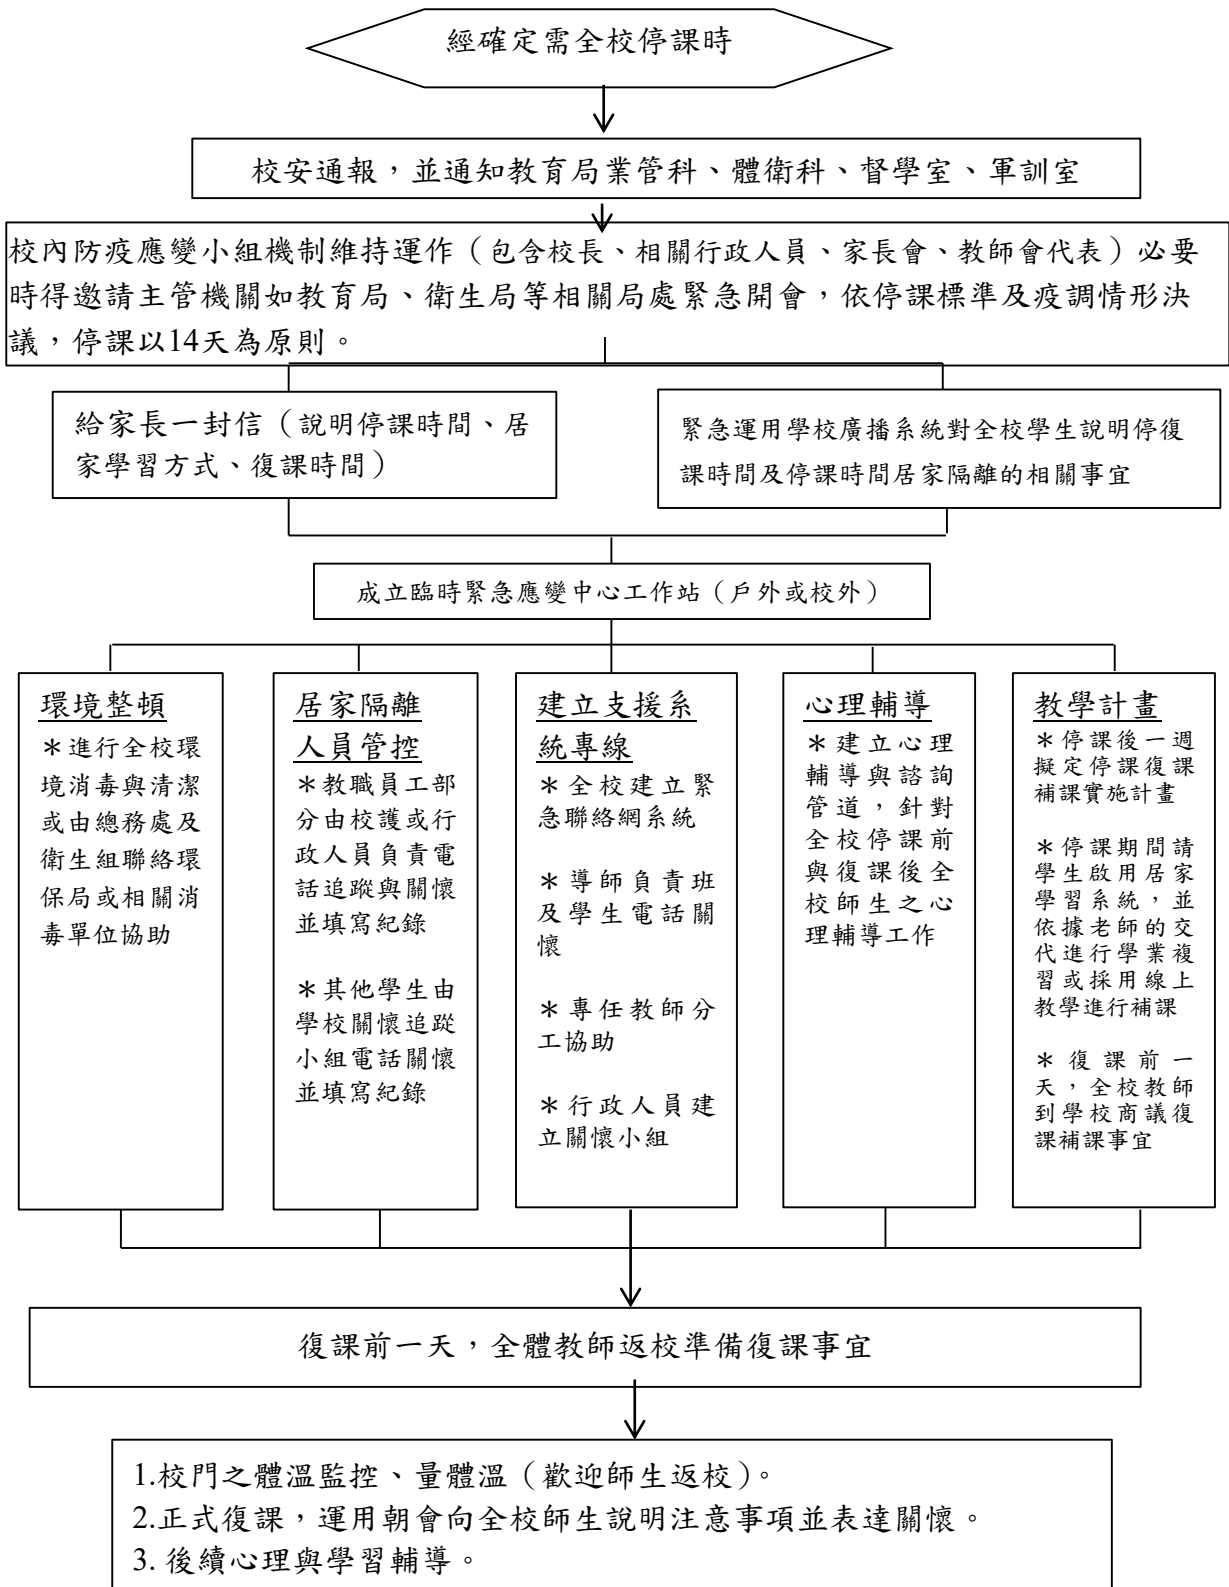 經確定需全校停課時
校安通報，並通知教育局業管科、體衛科、督學室、軍訓室
校內防疫應變小組機制維持運作（包含校長、相關行政人員、家長會、教師會代表）必要
時得邀請主管機關如教育局、衛生局等相關局處緊急開會，依停課標準及疫調情形決
議，停課以14天為原則。
給家長一封信（說明停課時間、居
家學習方式、復課時間）
緊急運用學校廣播系統對全校學生說明停復
課時間及停課時間居家隔離的相關事宜
成立臨時緊急應變中心工作站（戶外或校外）
環境整頓
＊進行全校環
境消毒與清潔
或由總務處及
衛生組聯絡環
保局或相關消
毒單位協助
居家隔離
人員管控
＊教職員工部
分由校護或行
政人員負責電
話追蹤與關懷
並填寫紀錄
＊其他學生由
學校關懷追蹤
小組電話關懷
並填寫紀錄
建立支援系
統專線
＊全校建立緊
急聯絡網系統
＊導師負責班
及學生電話關
懷
＊專任教師分
工協助
＊行政人員建
立關懷小組
心理輔導
＊建立心理
輔導與諮詢
管道，針對
全校停課前
與復課後全
校師生之心
理輔導工作
教學計畫
＊停課後一週
擬定停課復課
補課實施計畫
＊停課期間請
學生啟用居家
學習系統，並
依據老師的交
代進行學業複
習或採用線上
教學進行補課
＊復課前一
天，全校教師
到學校商議復
課補課事宜
復課前一天，全體教師返校準備復課事宜
1.校門之體溫監控、量體溫（歡迎師生返校）。
2.正式復課，運用朝會向全校師生說明注意事項並表達關懷。
3. 後續心理與學習輔導。